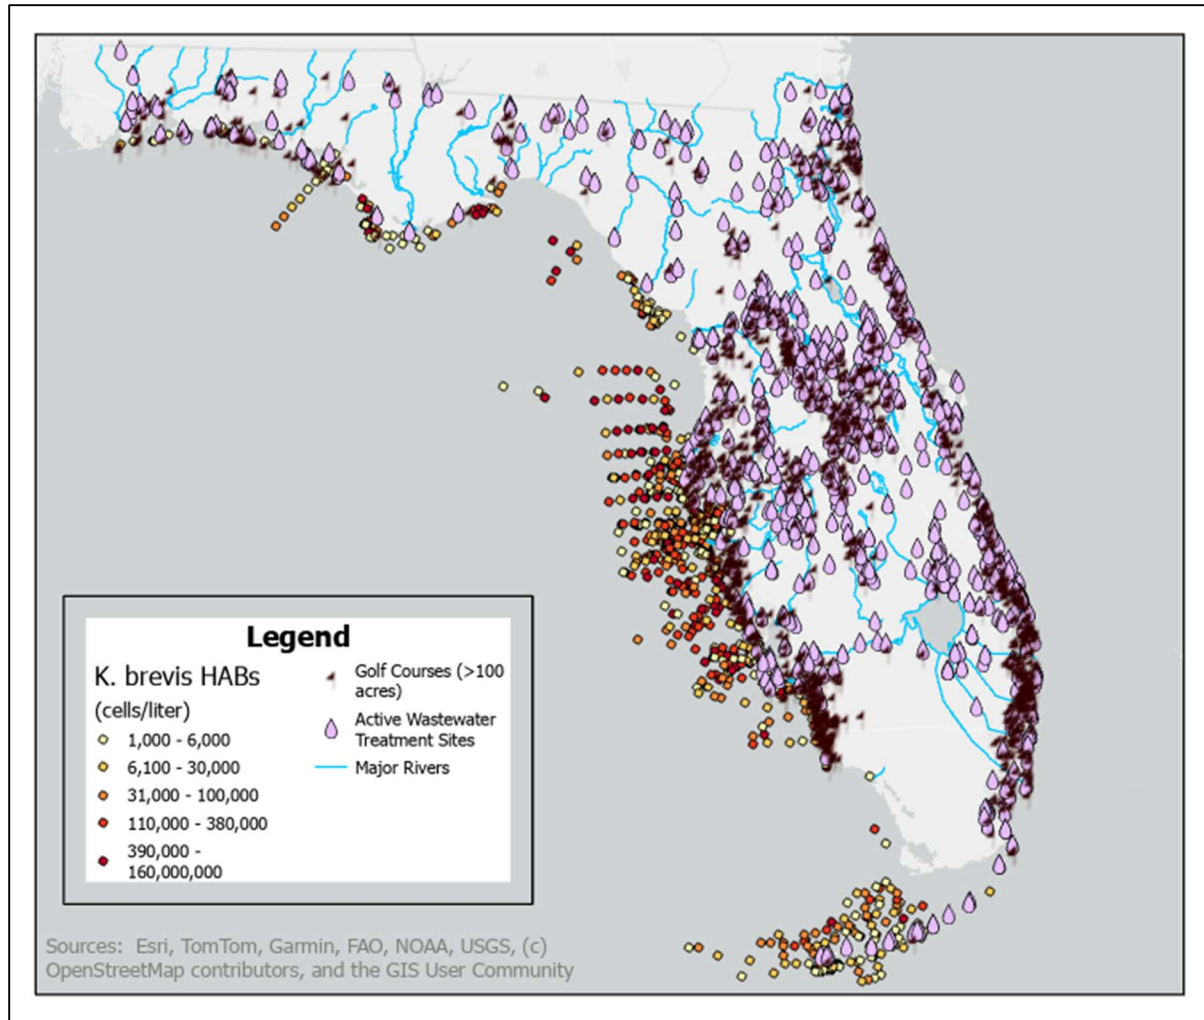 Legend
K. brevis HABs
(cells/liter)
1,000 - 6,000
6,100 - 30,000
31,000 - 100,000
110,000 - 380,000
390,000 -
160,000,000
Golf Courses (>100
acres)
Active Wastewater
Treatment Sites
Major Rivers
Sources: Esri, TomTom, Garmin, FAO, NOAA, USGS, (c)
OpenStreetMap contributors, and the GIS User Community